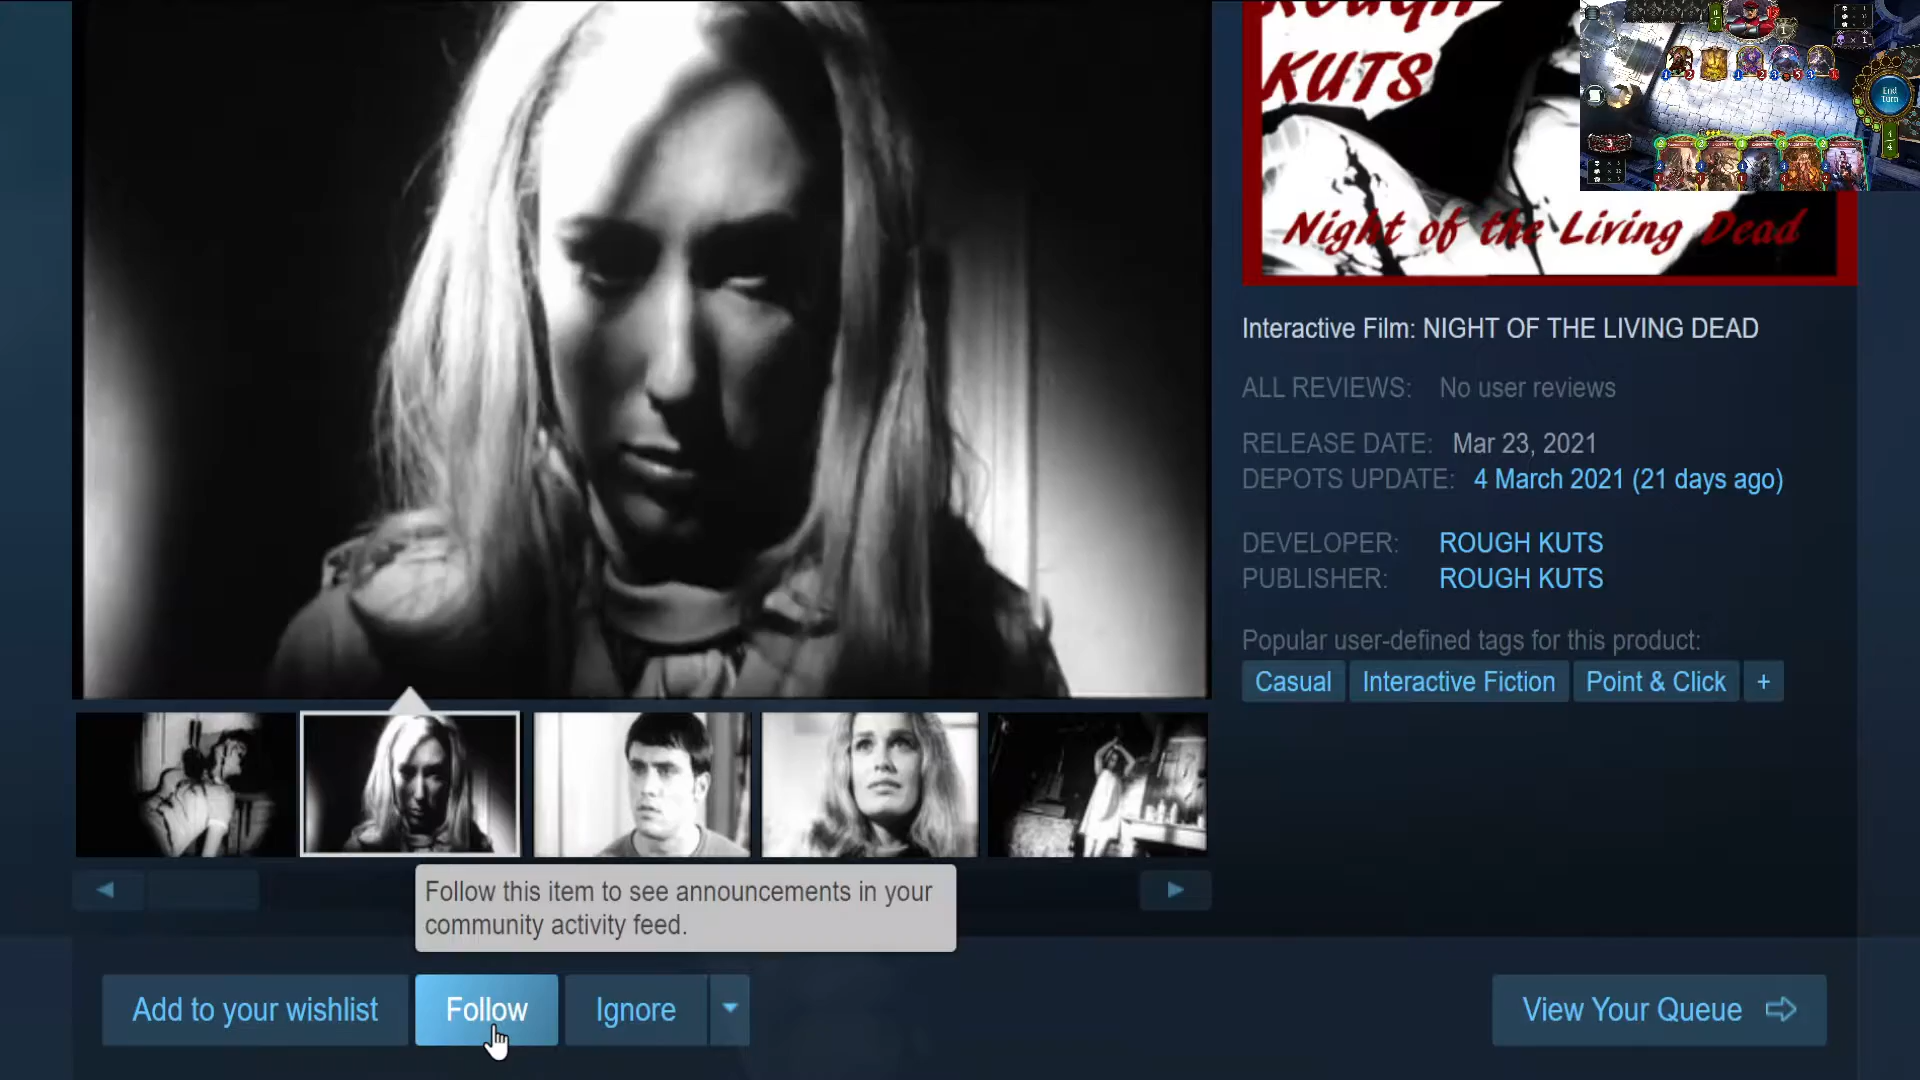 KUTS
Night of the Living Dead
Interactive Film: NIGHT OF THE LIVING DEAD
ALL REVIEWS: No user reviews
RELEASE DATE: Mar 23, 2021
DEPOTS UPDATE: 4 March 2021 (21 days ago)
DEVELOPER: ROUGH KUTS
PUBLISHER: ROUGH KUTS
Popular user-defined tags for this product:
Casual Interactive Fiction Point & Click +
Follow this item to see announcements in your
community activity feed.
Add to your wishlist Follow Ignore View Your Queue
End
Turn